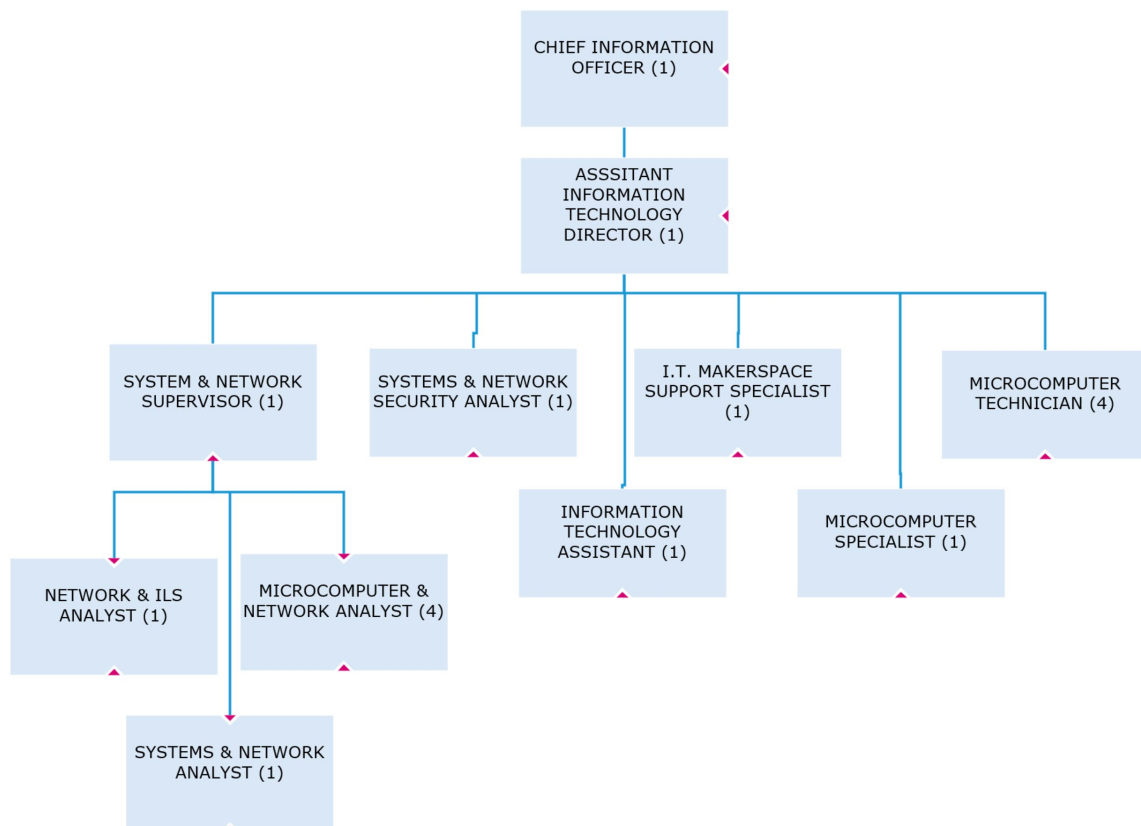 CHIEF INFORMATION
OFFICER (1)
ASSSITANT
INFORMATION
TECHNOLOGY
DIRECTOR (1)
SYSTEM & NETWORK
SUPERVISOR (1)
SYSTEMS & NETWORK
SECURITY ANALYST (1)
I.T. MAKERSPACE
SUPPORT SPECIALIST
(1)
MICROCOMPUTER
TECHNICIAN (4)
INFORMATION
TECHNOLOGY
ASSISTANT (1)
MICROCOMPUTER
SPECIALIST (1)
NETWORK & ILS
ANALYST (1)
MICROCOMPUTER &
NETWORK ANALYST (4)
SYSTEMS & NETWORK
ANALYST (1)